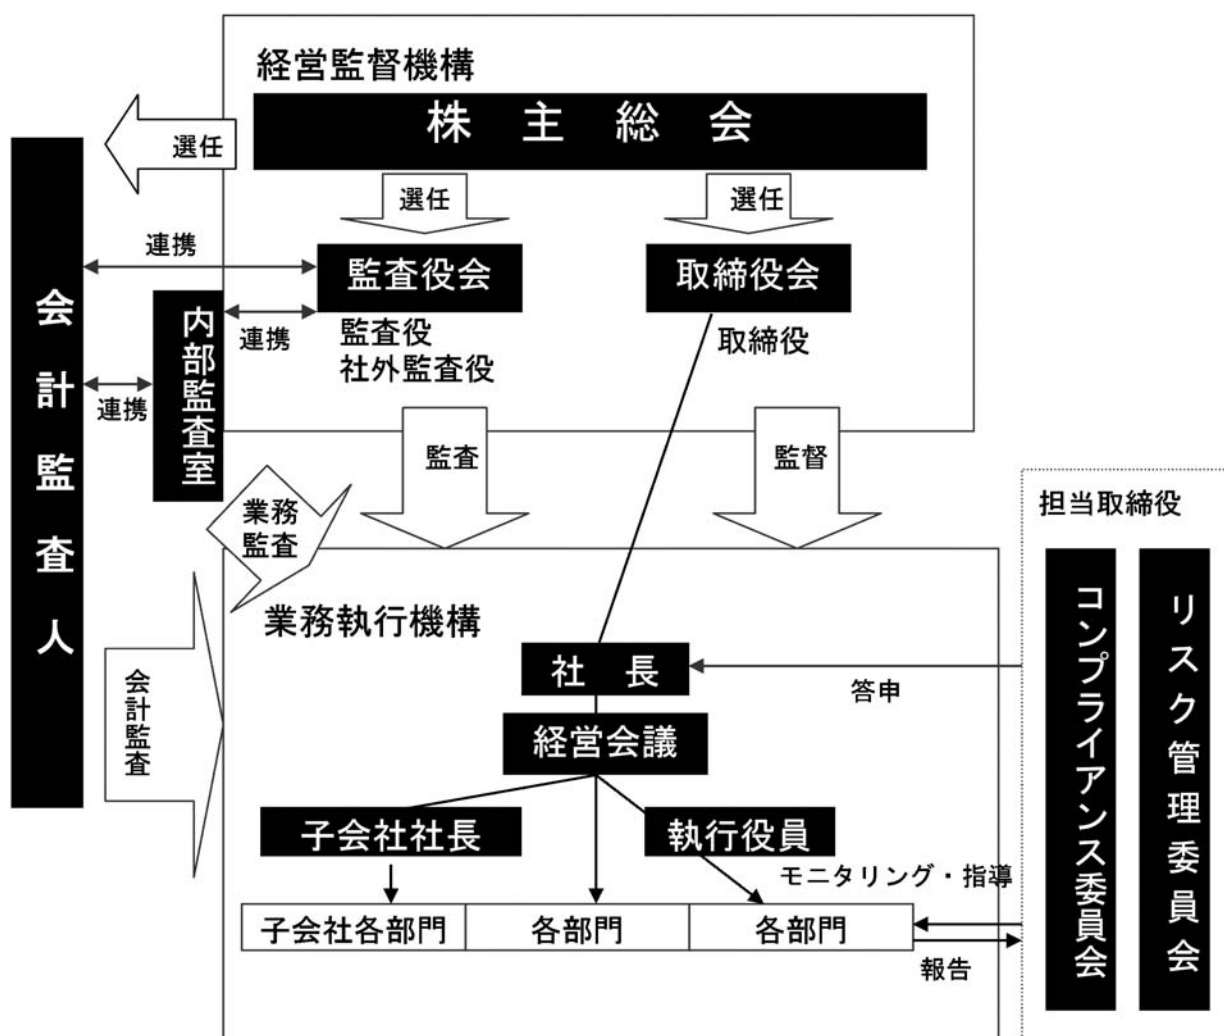 経営監督機構
株主総会
選任
選任
選任
連携
監査役会
取締役会
会計監査人
内部監査室
連携
監査役
社外監査役
取締役
連携
監査
監督
業務
監査
担当取締役
コンプライアンス委員会
リスク管理委員会
業務執行機構
社長
答申
会計監査
経営会議
子会社社長
執行役員
モニタリング・指導
子会社各部門
各部門
各部門
報告